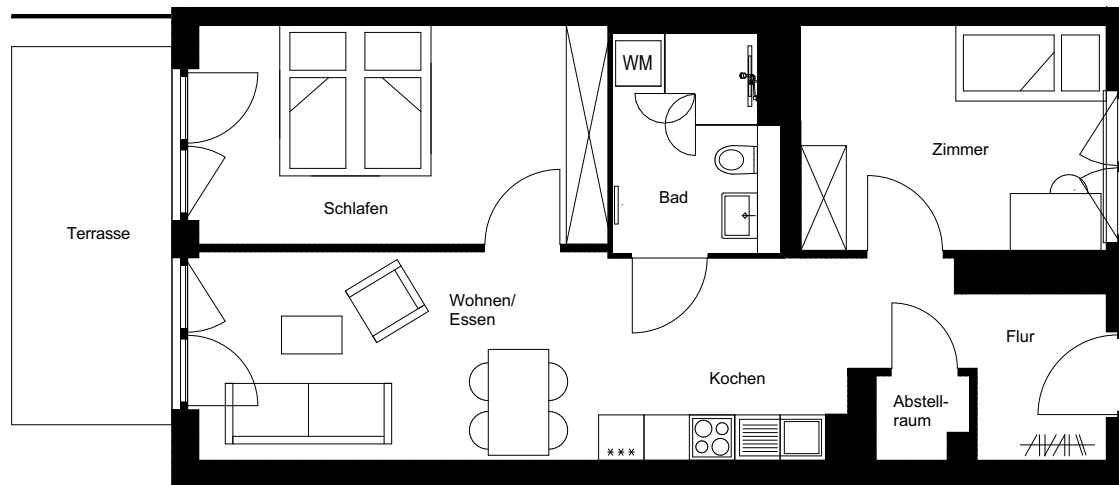 WM
Zimmer
Schlafen
Bad
Terrasse
Wohnen/
Essen
Flur
Kochen
Abstell-
raum